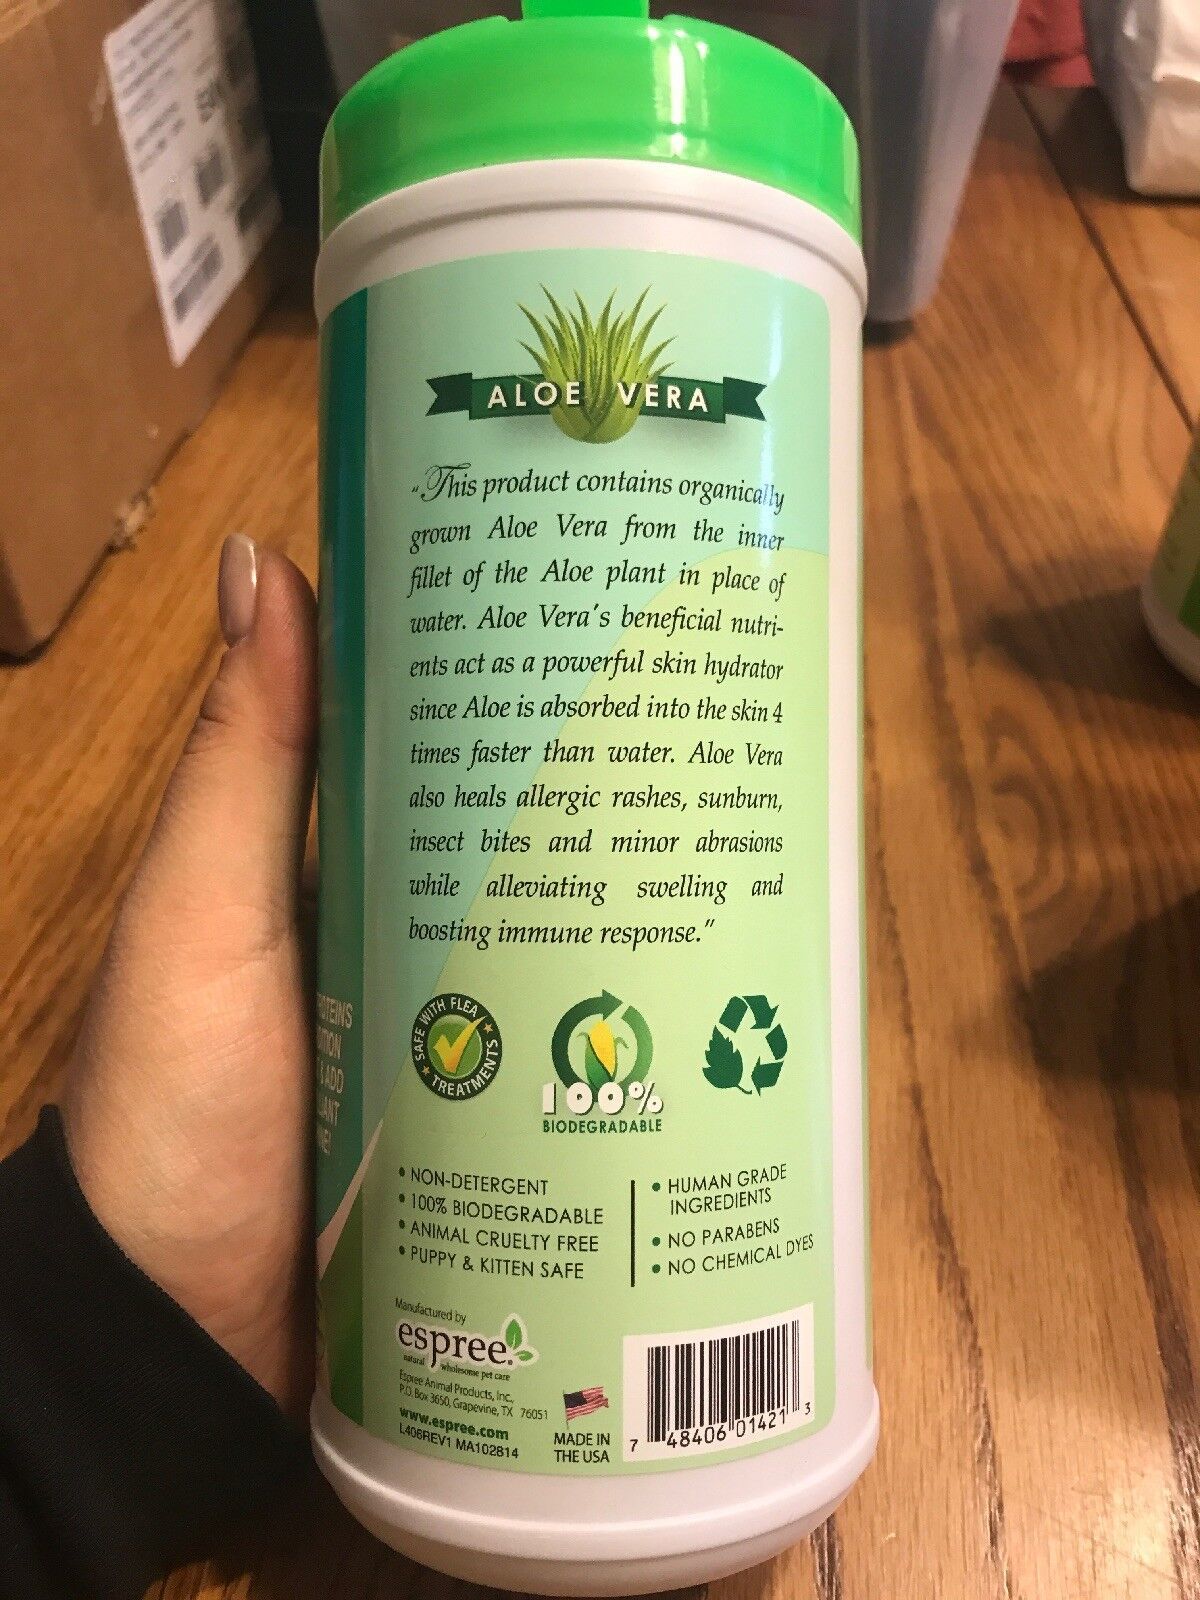 ALOE VERA
"This product contains organically
grown Aloe Vera from the inner
fillet of the Aloe plant in place of
water. Aloe Vera's beneficial nutri-
ents act as a powerful skin hydrator
since Aloe is absorbed into the skin 4
times faster than water. Aloe Vera
also heals allergic rashes, sunburn,
insect bites and minor abrasions
while alleviating swelling and
boosting immune response."
SAFE WITH FLEA TREATMENTS
100%
BIODEGRADABLE
• NON-DETERGENT
• 100% BIODEGRADABLE
• ANIMAL CRUELTY FREE
• PUPPY & KITTEN SAFE
• HUMAN GRADE
INGREDIENTS
• NO PARABENS
• NO CHEMICAL DYES
Manufactured by
espree
natural wholesome pet care
Espree Animal Products, Inc.,
P.O. Box 3650, Grapevine, TX 76051
www.espree.com
L406REV1 MA102814
MADE IN
THE USA
7 48406 01421 3
& ADD